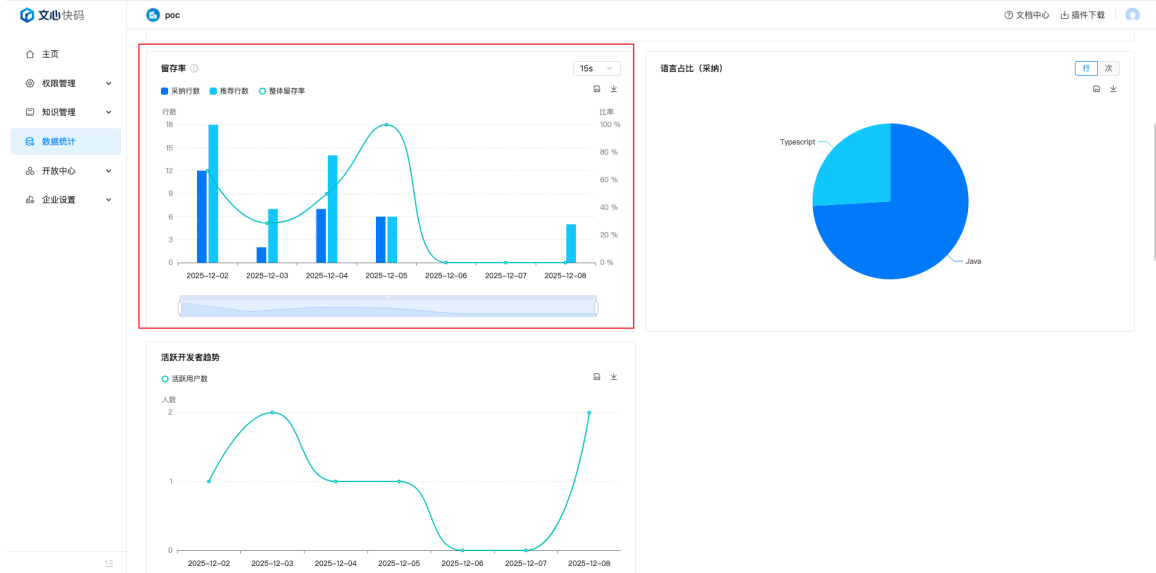 文心快码
poc
文档中心
插件下载
主页
权限管理
知识管理
数据统计
开放中心
企业设置
留存率
15s
采纳行数
推荐行数
整体留存率
行数
比率
18
15
12
9
6
3
0
100 %
80 %
60 %
40 %
20 %
0 %
2025-12-02
2025-12-03
2025-12-04
2025-12-05
2025-12-06
2025-12-07
2025-12-08
语言占比（采纳）
行
次
Typescript
Java
活跃开发者趋势
活跃用户数
人数
2
1
0
2025-12-02
2025-12-03
2025-12-04
2025-12-05
2025-12-06
2025-12-07
2025-12-08